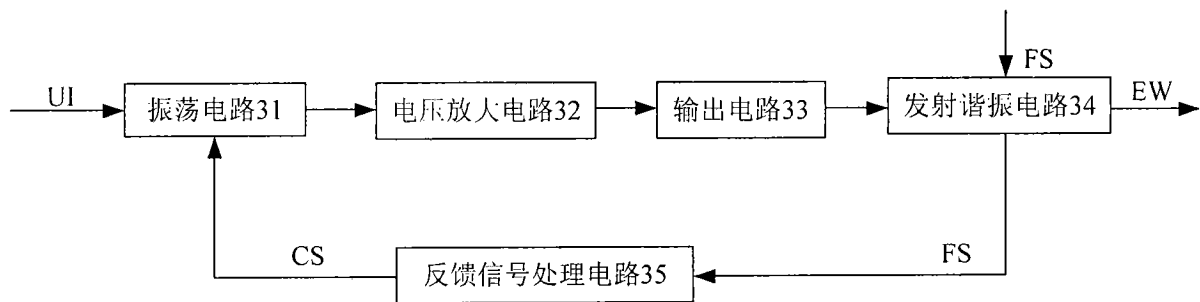 UI
振荡电路31
电压放大电路32
输出电路33
FS
发射谐振电路34
EW
CS
反馈信号处理电路35
FS